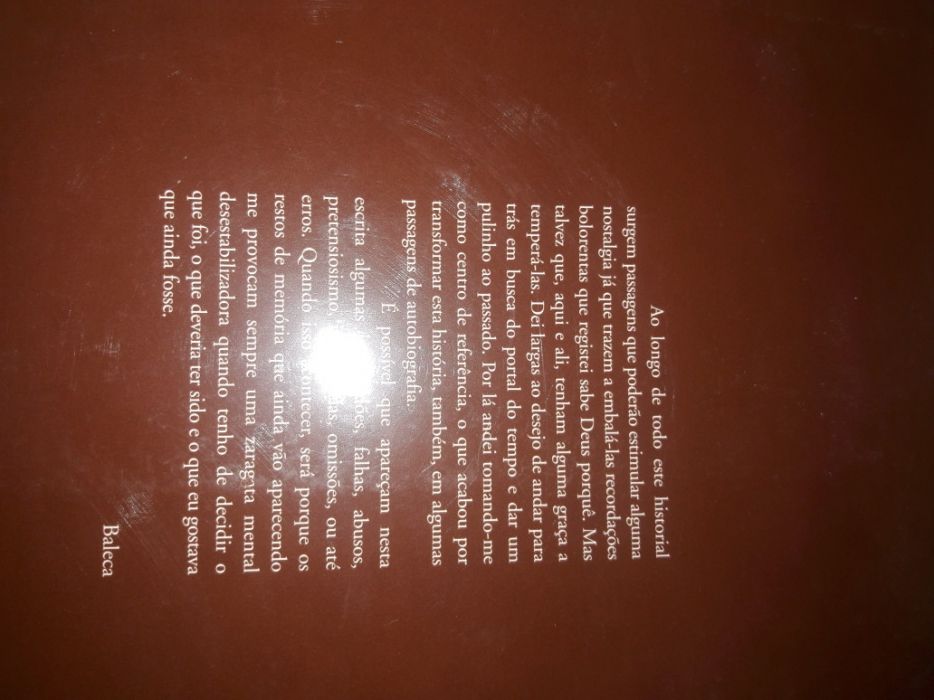 Ao longo de todo este historial
surgem passagens que poderão estimular alguma
nostalgia já que trazem a embalá-las recordações
bolorentas que registei sabe Deus porquê. Mas
talvez que, aqui e ali, tenham alguma graça a
temperá-las. Dei largas ao desejo de andar para
trás em busca do portal do tempo e dar um
pulinho ao passado. Por lá andei tomando-me
como centro de referência, o que acabou por
transformar esta história, também, em algumas
passagens de autobiografia.
É possível que apareçam nesta
escrita algumas falhas, abusos,
pretensiosismo, omissões, ou até
erros. Quando isso acontecer, será porque os
restos de memória que ainda vão aparecendo
me provocam sempre uma zaragata mental
desestabilizadora quando tenho de decidir o
que foi, o que deveria ter sido e o que eu gostava
que ainda fosse.
Baleca